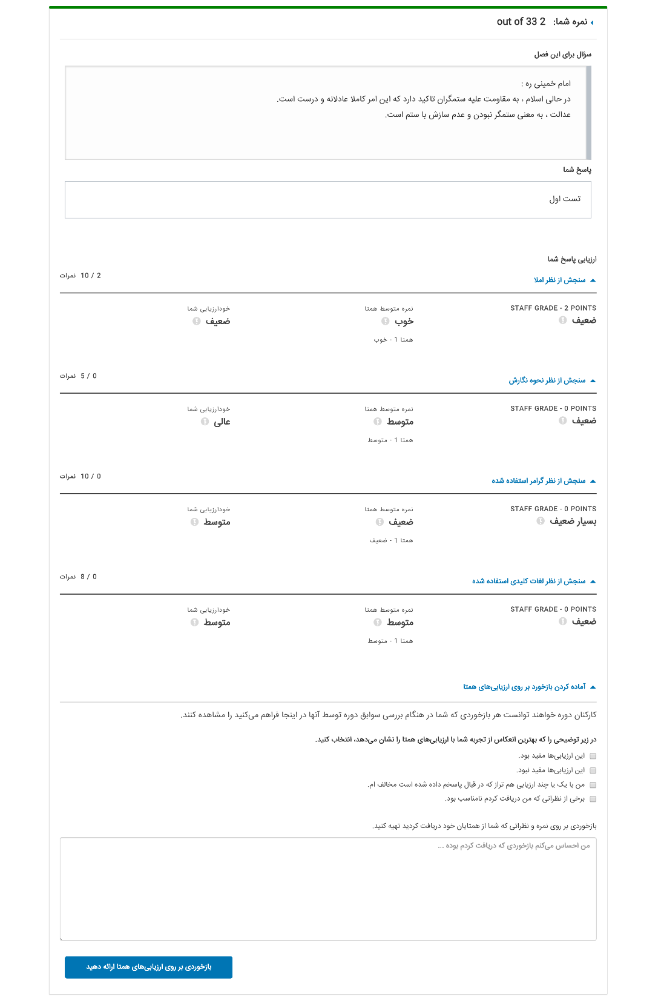 نمره شما: 2 out of 33
سؤال برای این فصل
امام خمینی ره :
در حالی اسلام ، به مقاومت علیه ستمگران تاکید دارد که این امر کاملا عادلانه و درست است.
عدالت ، به معنی ستمگر نبودن و عدم سازش با ستم است.
پاسخ شما
تست اول
ارزیابی پاسخ شما
سنجش از نظر املا
2 / 10 نمرات
STAFF GRADE - 2 POINTS
ضعیف
نمره متوسط همتا
خوب
همتا 1 - خوب
خودارزیابی شما
ضعیف
سنجش از نظر نحوه نگارش
0 / 5 نمرات
STAFF GRADE - 0 POINTS
ضعیف
نمره متوسط همتا
متوسط
همتا 1 - متوسط
خودارزیابی شما
عالی
سنجش از نظر گرامر استفاده شده
0 / 10 نمرات
STAFF GRADE - 0 POINTS
بسیار ضعیف
نمره متوسط همتا
ضعیف
همتا 1 - ضعیف
خودارزیابی شما
متوسط
سنجش از نظر لغات کلیدی استفاده شده
0 / 8 نمرات
STAFF GRADE - 0 POINTS
ضعیف
نمره متوسط همتا
متوسط
همتا 1 - متوسط
خودارزیابی شما
متوسط
آماده کردن بازخورد بر روی ارزیابی‌های همتا
کارکنان دوره خواهند توانست هر بازخوردی که شما در هنگام بررسی سوابق دوره توسط آنها در اینجا فراهم می‌کنید را مشاهده کنند.
در زیر توضیحی را که بهترین انعکاس از تجربه شما با ارزیابی‌های همتا را نشان می‌دهد، انتخاب کنید.
این ارزیابی‌ها مفید بود.
این ارزیابی‌ها مفید نبود.
من با یک یا چند ارزیابی هم تراز که در قبال پاسخم داده شده است مخالف ام.
برخی از نظراتی که من دریافت کردم نامناسب بود.
بازخوردی بر روی نمره و نظراتی که شما از همتایان خود دریافت کردید تهیه کنید.
من احساس می‌کنم بازخوردی که دریافت کردم بوده ...
بازخوردی بر روی ارزیابی‌های همتا ارائه دهید